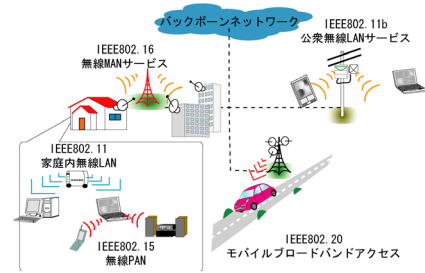 バックボーンネットワーク
IEEE802.16
無線MANサービス
IEEE802.11b
公衆無線LANサービス
IEEE802.11
家庭内無線LAN
IEEE802.15
無線PAN
IEEE802.20
モバイルブロードバンドアクセス